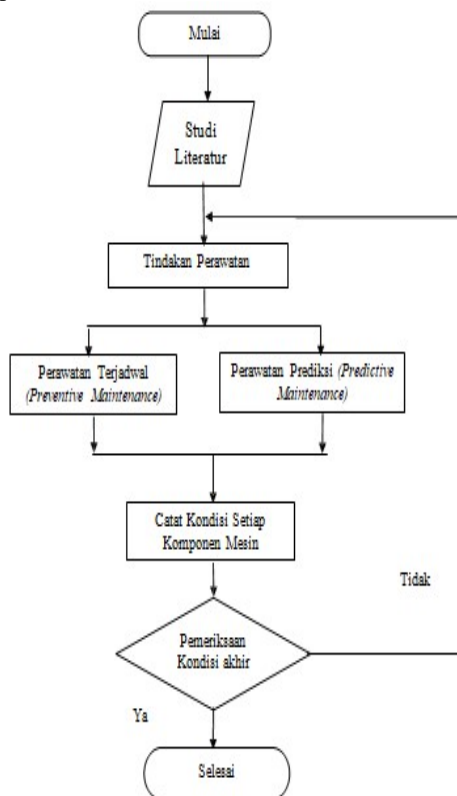 Mulai
Studi
Literatur
Tindakan Perawatan
Perawatan Terjadwal
(Preventive Maintenance)
Perawatan Prediksi (Predictive
Maintenance)
Catat Kondisi Setiap
Komponen Mesin
Tidak
Pemeriksaan
Kondisi akhir
Ya
Selesai